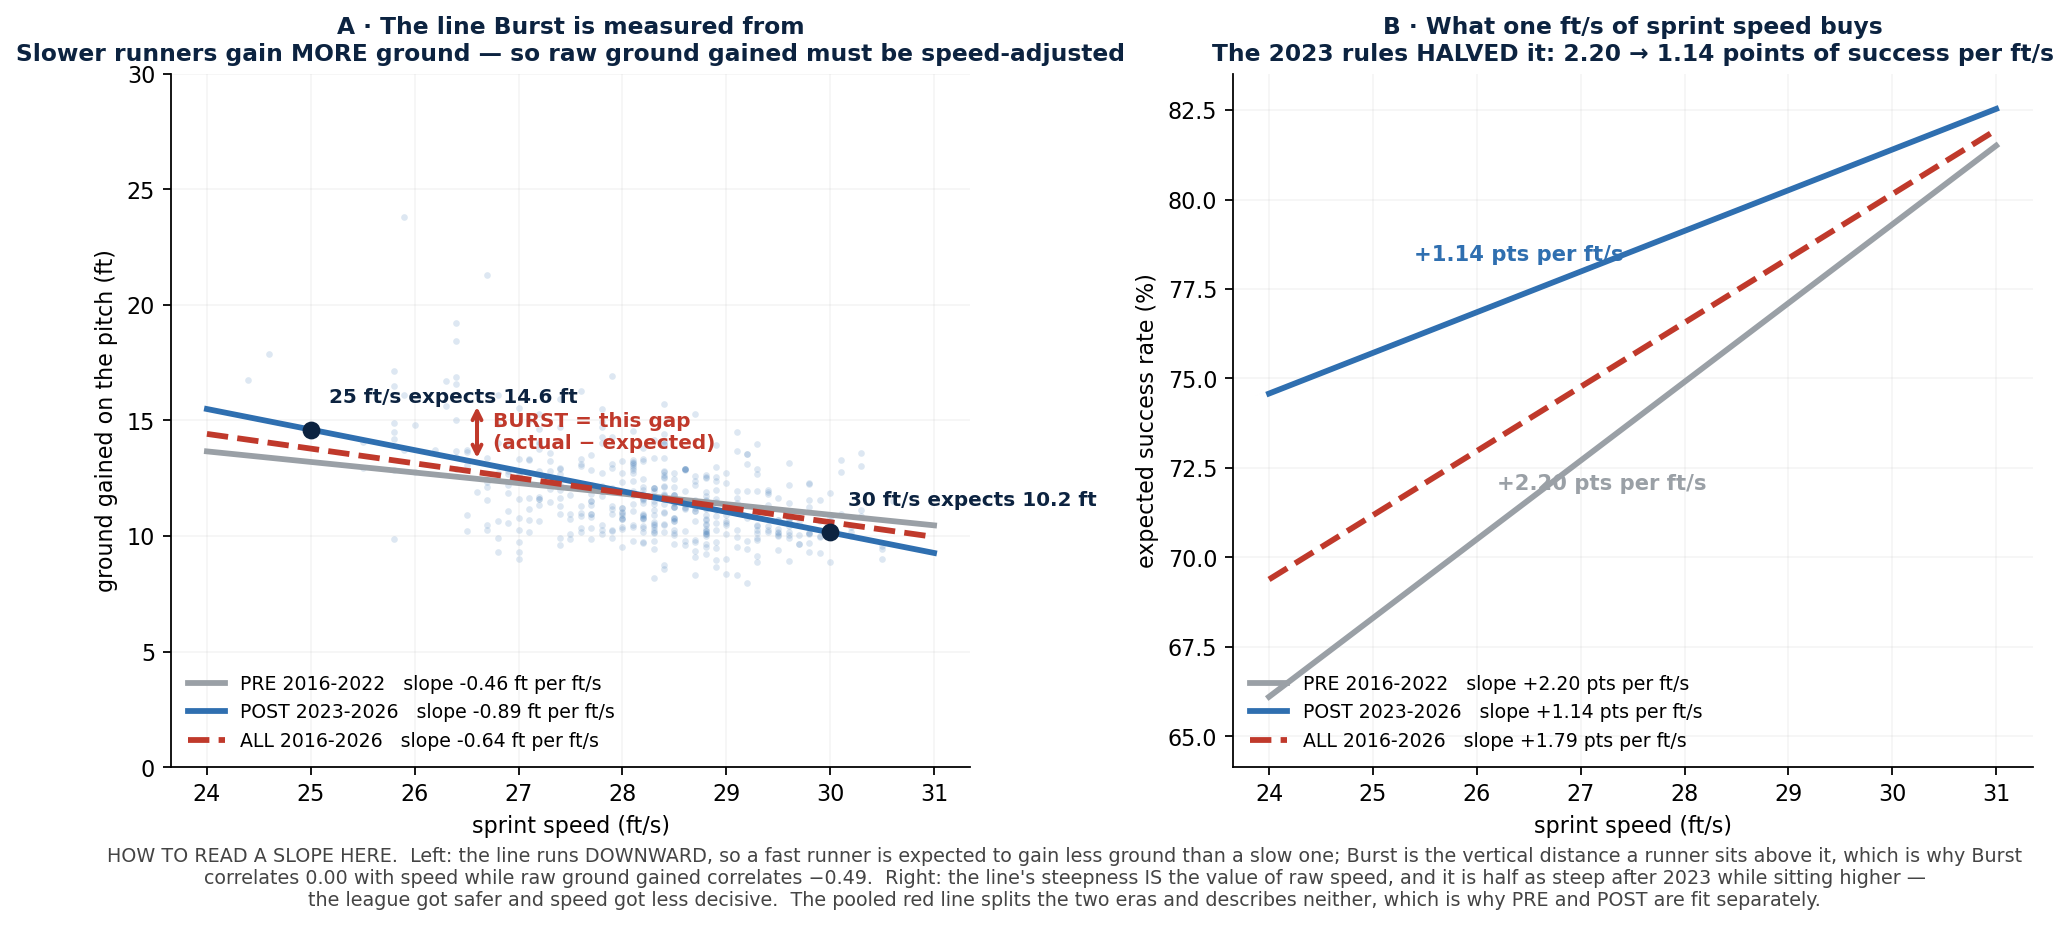 A · The line Burst is measured from
Slower runners gain MORE ground — so raw ground gained must be speed-adjusted
30
25
20
15
10
5
0
ground gained on the pitch (ft)
25 ft/s expects 14.6 ft
BURST = this gap
(actual − expected)
30 ft/s expects 10.2 ft
PRE 2016-2022   slope -0.46 ft per ft/s
POST 2023-2026   slope -0.89 ft per ft/s
ALL 2016-2026   slope -0.64 ft per ft/s
24 25 26 27 28 29 30 31
sprint speed (ft/s)
B · What one ft/s of sprint speed buys
The 2023 rules HALVED it: 2.20 → 1.14 points of success per ft/s
82.5
80.0
77.5
75.0
72.5
70.0
67.5
65.0
expected success rate (%)
+1.14 pts per ft/s
+2.20 pts per ft/s
PRE 2016-2022   slope +2.20 pts per ft/s
POST 2023-2026   slope +1.14 pts per ft/s
ALL 2016-2026   slope +1.79 pts per ft/s
24 25 26 27 28 29 30 31
sprint speed (ft/s)
HOW TO READ A SLOPE HERE.  Left: the line runs DOWNWARD, so a fast runner is expected to gain less ground than a slow one; Burst is the vertical distance a runner sits above it, which is why Burst
correlates 0.00 with speed while raw ground gained correlates −0.49.  Right: the line's steepness IS the value of raw speed, and it is half as steep after 2023 while sitting higher —
the league got safer and speed got less decisive.  The pooled red line splits the two eras and describes neither, which is why PRE and POST are fit separately.